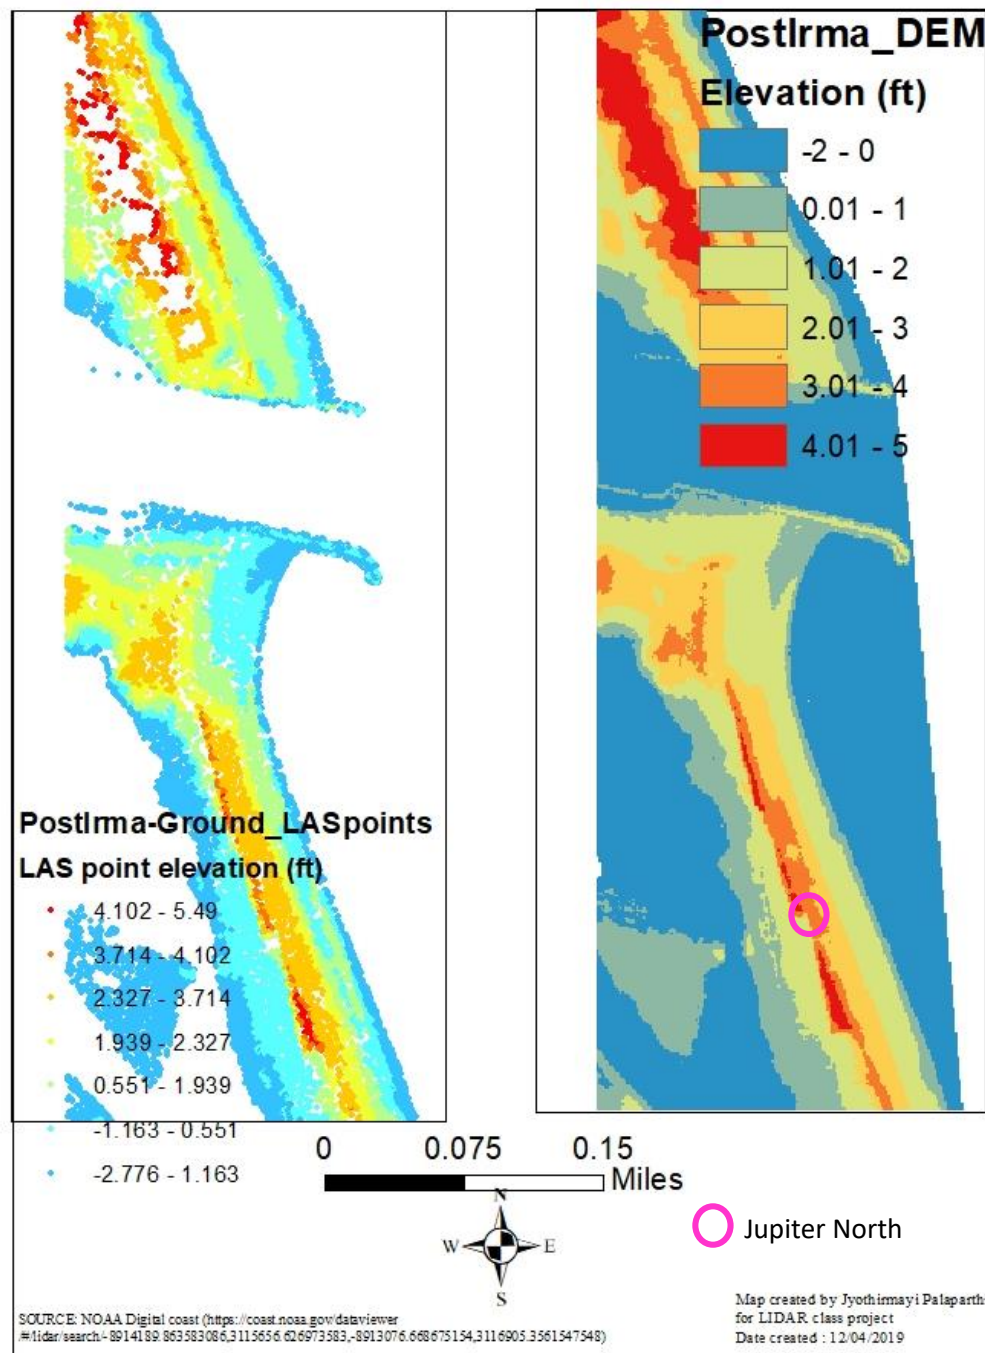 PostIrma_DEM
Elevation (ft)
-2 - 0
0.01 - 1
1.01 - 2
2.01 - 3
3.01 - 4
4.01 - 5
PostIrma-Ground_LASpoints
LAS point elevation (ft)
4.102 - 5.49
3.714 - 4.102
2.327 - 3.714
1.939 - 2.327
0.551 - 1.939
-1.163 - 0.551
-2.776 - 1.163
0 0.075 0.15
Miles
N
W E
S
Jupiter North
SOURCE: NOAA Digital coast (https://coast.noaa.gov/dataviewer
/#/lidar/search/-8914189.863583086,3115656.626973583,-8913076.668675154,3116905.3561547548)
Map created by Jyothirmayi Palaparth
for LIDAR class project
Date created : 12/04/2019